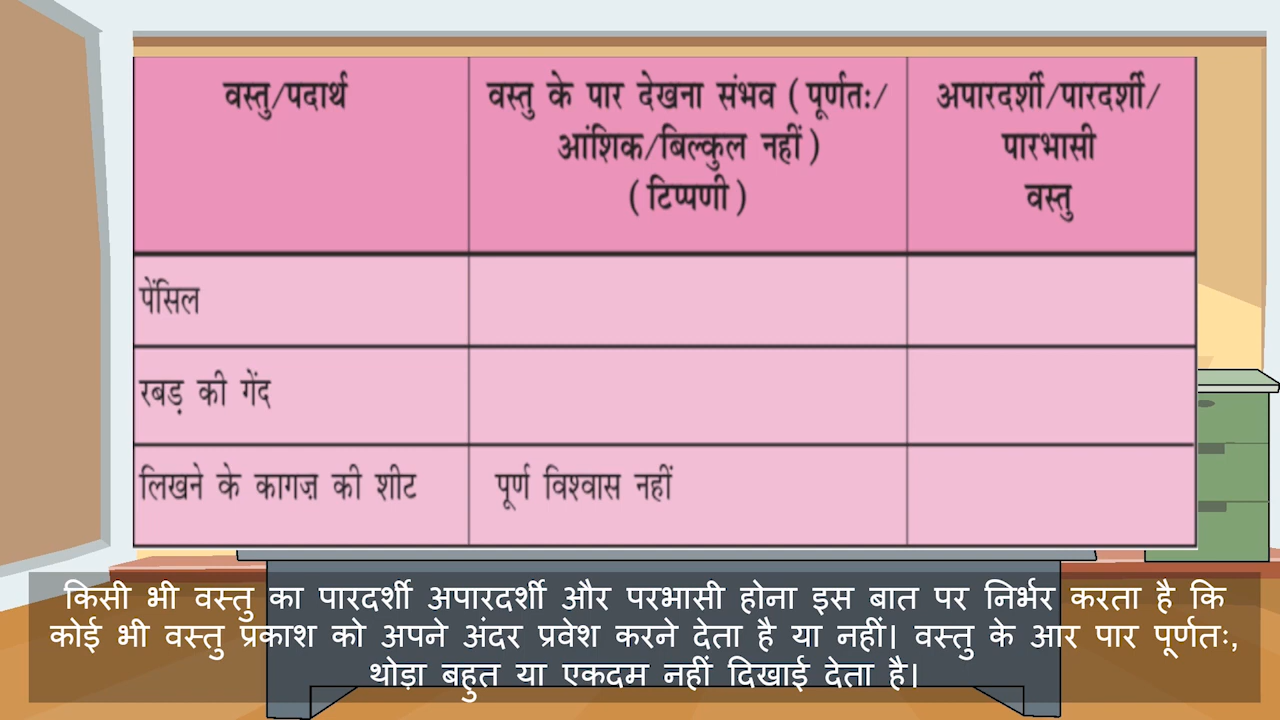 वस्तु/पदार्थ
वस्तु के पार देखना संभव (पूर्णतः/
आंशिक/बिल्कुल नहीं)
(टिप्पणी)
अपारदर्शी/पारदर्शी/
पारभासी
वस्तु
पेंसिल
रबड़ की गेंद
लिखने के कागज़ की शीट
पूर्ण विश्वास नहीं
किसी भी वस्तु का पारदर्शी अपारदर्शी और परभासी होना इस बात पर निर्भर करता है कि
कोई भी वस्तु प्रकाश को अपने अंदर प्रवेश करने देता है या नहीं। वस्तु के आर पार पूर्णतः,
थोड़ा बहुत या एकदम नहीं दिखाई देता है।